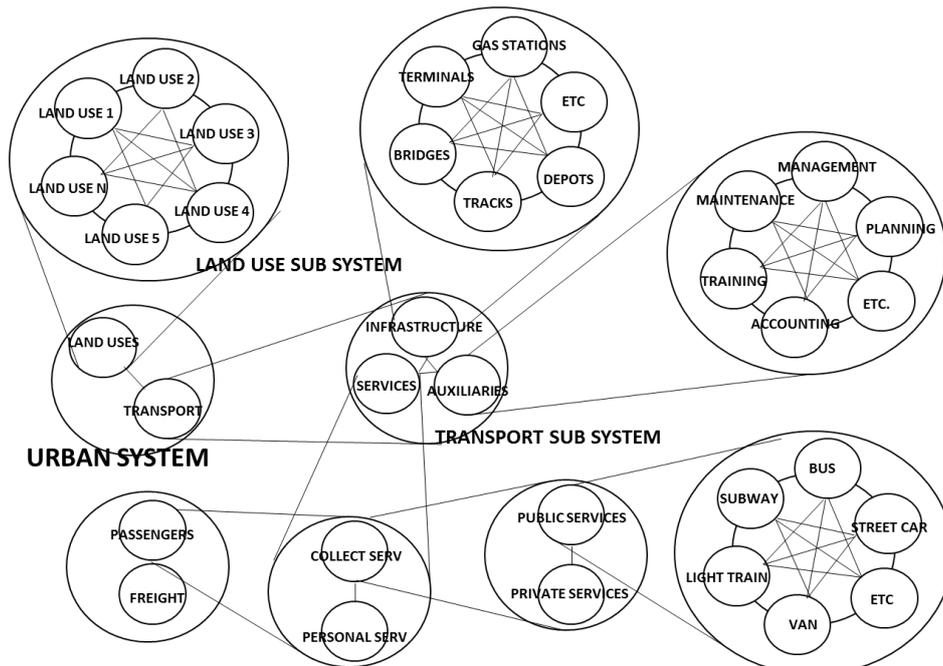 LAND USE 2
LAND USE 1
LAND USE 3
LAND USE N
LAND USE 4
LAND USE 5
LAND USE SUB SYSTEM
GAS STATIONS
TERMINALS
ETC
BRIDGES
DEPOTS
TRACKS
MANAGEMENT
MAINTENANCE
PLANNING
TRAINING
ETC.
ACCOUNTING
LAND USES
TRANSPORT
URBAN SYSTEM
INFRASTRUCTURE
SERVICES
AUXILIARIES
TRANSPORT SUB SYSTEM
PASSENGERS
FREIGHT
COLLECT SERV
PERSONAL SERV
PUBLIC SERVICES
PRIVATE SERVICES
BUS
SUBWAY
STREET CAR
LIGHT TRAIN
ETC
VAN